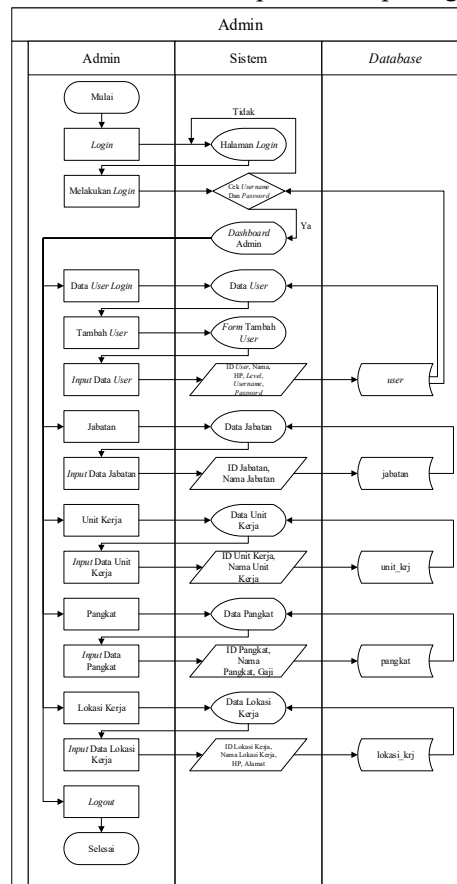 Admin
Admin Sistem Database
Mulai
Tidak
Login
Halaman Login
Melakukan Login
Cek Username
Dan Password
Ya
Dashboard
Admin
Data User Login
Data User
Tambah User
Form Tambah
User
Input Data User
ID User, Nama,
HP, Level,
Username,
Password
user
Jabatan
Data Jabatan
Input Data Jabatan
ID Jabatan,
Nama Jabatan
jabatan
Unit Kerja
Data Unit
Kerja
Input Data Unit
Kerja
ID Unit Kerja,
Nama Unit
Kerja
unit_krj
Pangkat
Data Pangkat
Input Data
Pangkat
ID Pangkat,
Nama
Pangkat, Gaji
pangkat
Lokasi Kerja
Data Lokasi
Kerja
Input Data Lokasi
Kerja
ID Lokasi Kerja,
Nama Lokasi Kerja,
HP, Alamat
lokasi_krj
Logout
Selesai